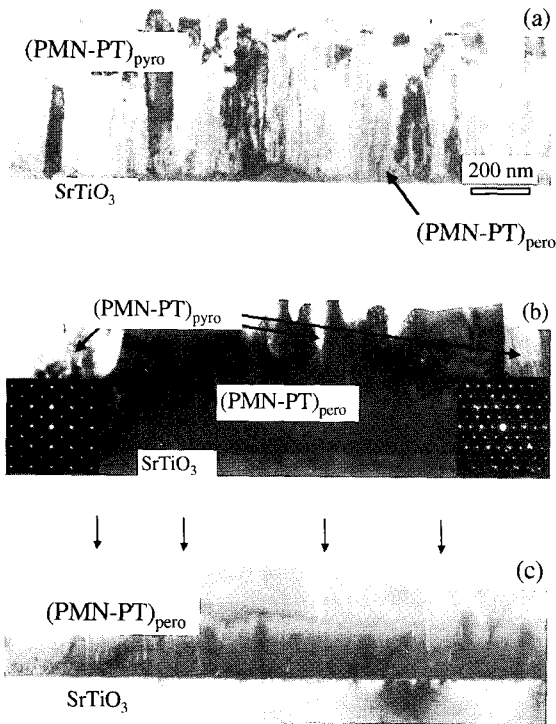 (a)
(PMN-PT)pyro
SrTiO3
200 nm
(PMN-PT)pero
(PMN-PT)pyro
(b)
(PMN-PT)pero
SrTiO3
(c)
(PMN-PT)pero
SrTiO3